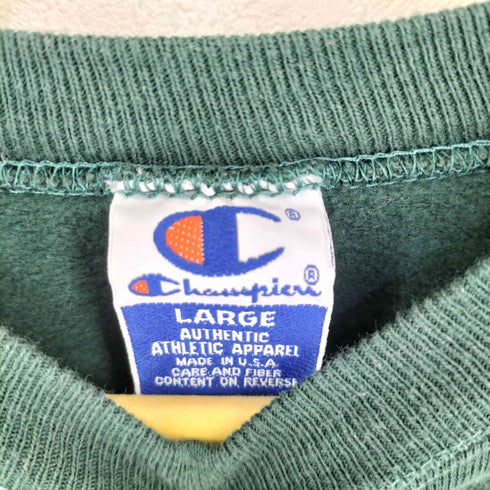 ®
Champion®
LARGE
AUTHENTIC
ATHLETIC APPAREL
MADE IN U.S.A.
CARE AND FIBER
CONTENT ON REVERSE